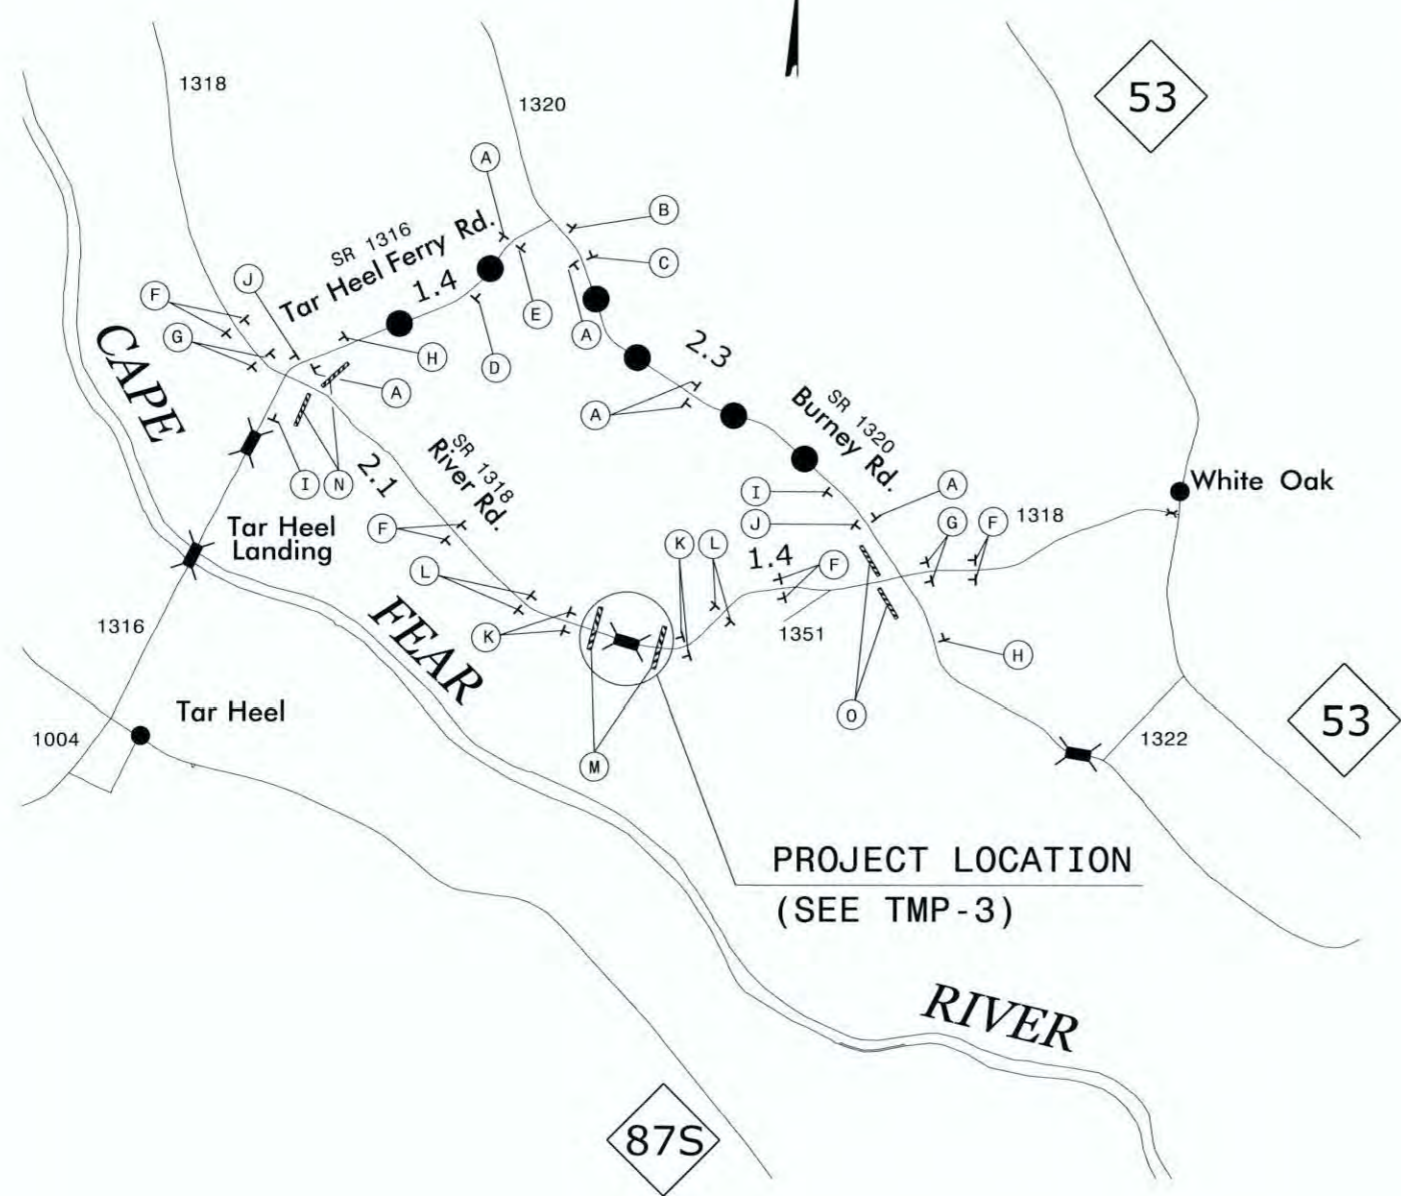 1318
1320
53
A
B
SR 1316
Tar Heel Ferry Rd.
1.4
C
J
F
E
A
G
H
D
2.3
CAPE
A
A
SR 1320
Burney Rd.
SR 1318
River Rd.
2.1
I
N
White Oak
I
A
F
J
G
F
1318
Tar Heel
Landing
K
L
1.4
F
L
1316
FEAR
K
1351
H
Tar Heel
O
53
1004
1322
M
PROJECT LOCATION
(SEE TMP-3)
RIVER
87S